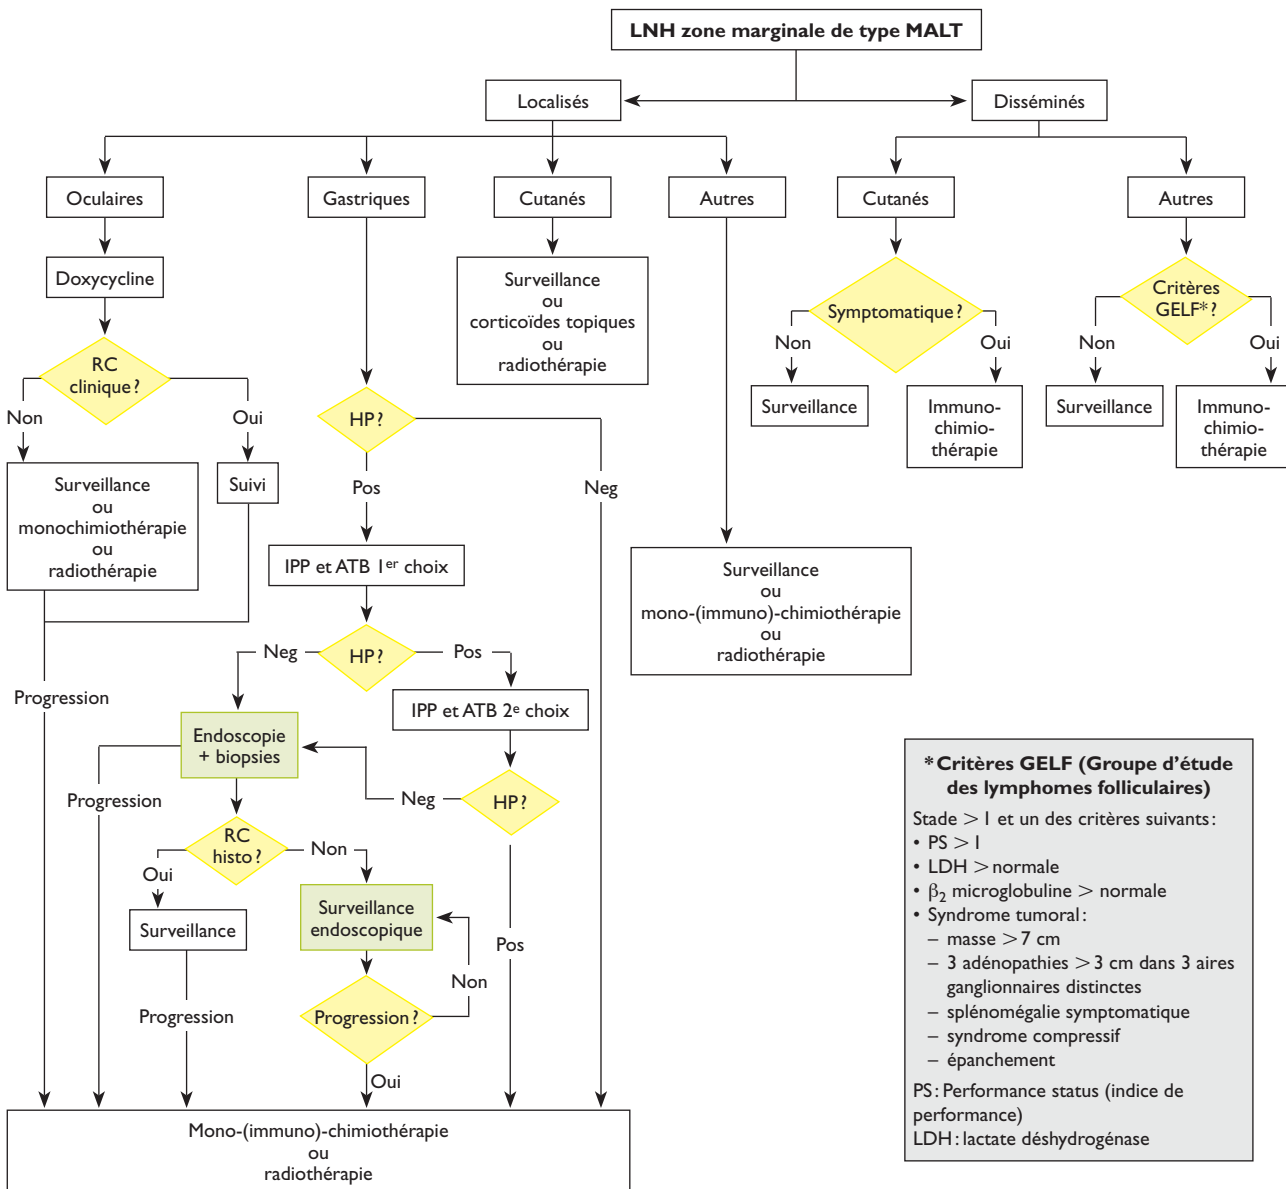 LNH zone marginale de type MALT
Localisés
Disséminés
Oculaires
Gastriques
Cutanés
Autres
Cutanés
Autres
Doxycycline
Surveillance
ou
corticoïdes topiques
ou
radiothérapie
Symptomatique ?
Critères
GELF* ?
Non
Oui
Non
Oui
RC
clinique ?
Non
Oui
HP ?
Surveillance
Immuno-
chimio-
thérapie
Surveillance
Immuno-
chimio-
thérapie
Surveillance
ou
monochimiothérapie
ou
radiothérapie
Suivi
Pos
Neg
IPP et ATB 1er choix
Surveillance
ou
mono-(immuno)-chimiothérapie
ou
radiothérapie
Neg
HP ?
Pos
Progression
IPP et ATB 2e choix
Endoscopie
+ biopsies
Progression
Neg
HP ?
RC
histo ?
Non
Oui
Surveillance
Surveillance
endoscopique
Pos
Non
Progression
Progression ?
Oui
Mono-(immuno)-chimiothérapie
ou
radiothérapie
* Critères GELF (Groupe d'étude
des lymphomes folliculaires)
Stade > 1 et un des critères suivants :
• PS > 1
• LDH > normale
• β2 microglobuline > normale
• Syndrome tumoral :
– masse > 7 cm
– 3 adénopathies > 3 cm dans 3 aires
ganglionnaires distinctes
– splénomégalie symptomatique
– syndrome compressif
– épanchement
PS : Performance status (indice de
performance)
LDH : lactate déshydrogénase